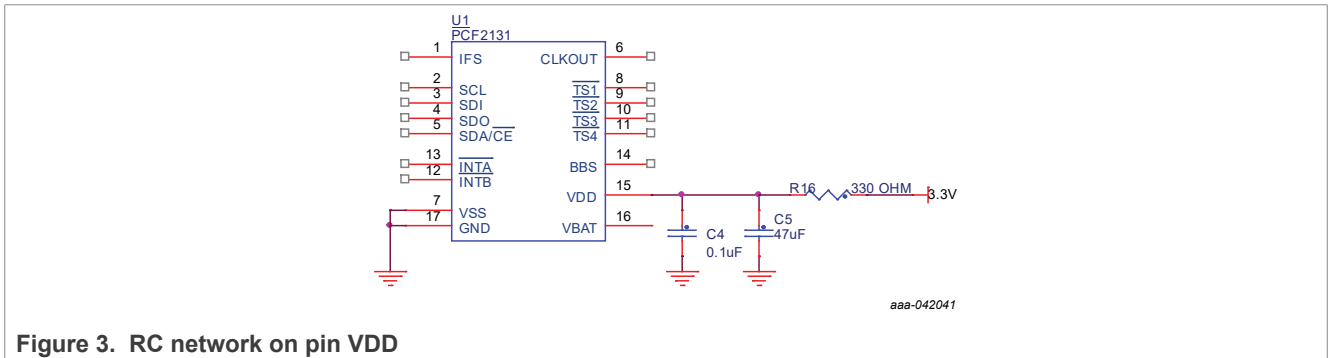 U1
PCF2131
1 IFS CLKOUT 6
2 SCL TS1 8
3 SDI TS2 9
4 SDO TS3 10
5 SDA/CE TS4 11
13 INTA BBS 14
12 INTB
VDD 15 R16 330 OHM 3.3V
7 VSS
17 GND VBAT 16
C4
0.1uF
C5
47uF
aaa-042041
Figure 3. RC network on pin VDD